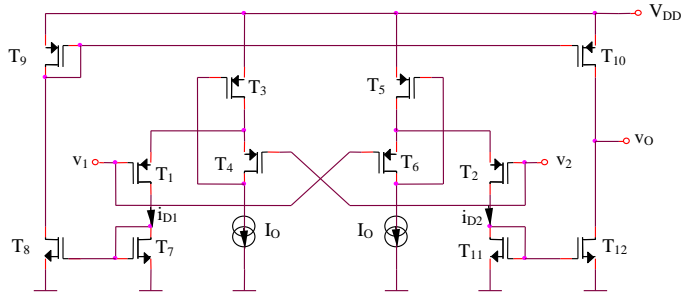 V_DD
T_9
T_10
T_3
T_5
v_O
v_1
T_1
T_4
T_6
T_2
v_2
i_D1
I_O
I_O
i_D2
T_8
T_7
T_11
T_12